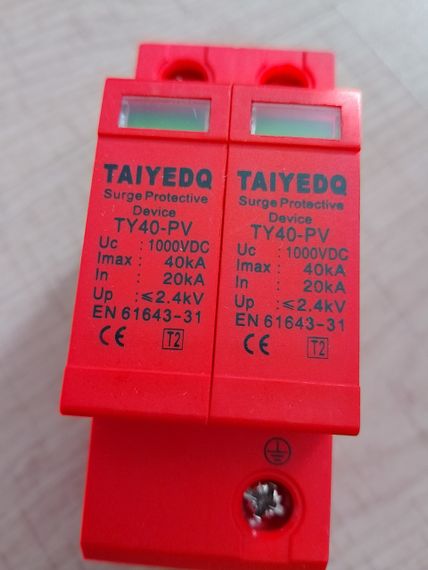 TAIYEDQ
Surge Protective
Device
TY40-PV
Uc : 1000VDC
Imax : 40kA
In : 20kA
Up : ≤2.4kV
EN 61643-31
CE T2
TAIYEDQ
Surge Protective
Device
TY40-PV
Uc : 1000VDC
Imax : 40kA
In : 20kA
Up : ≤2.4kV
EN 61643-31
CE T2